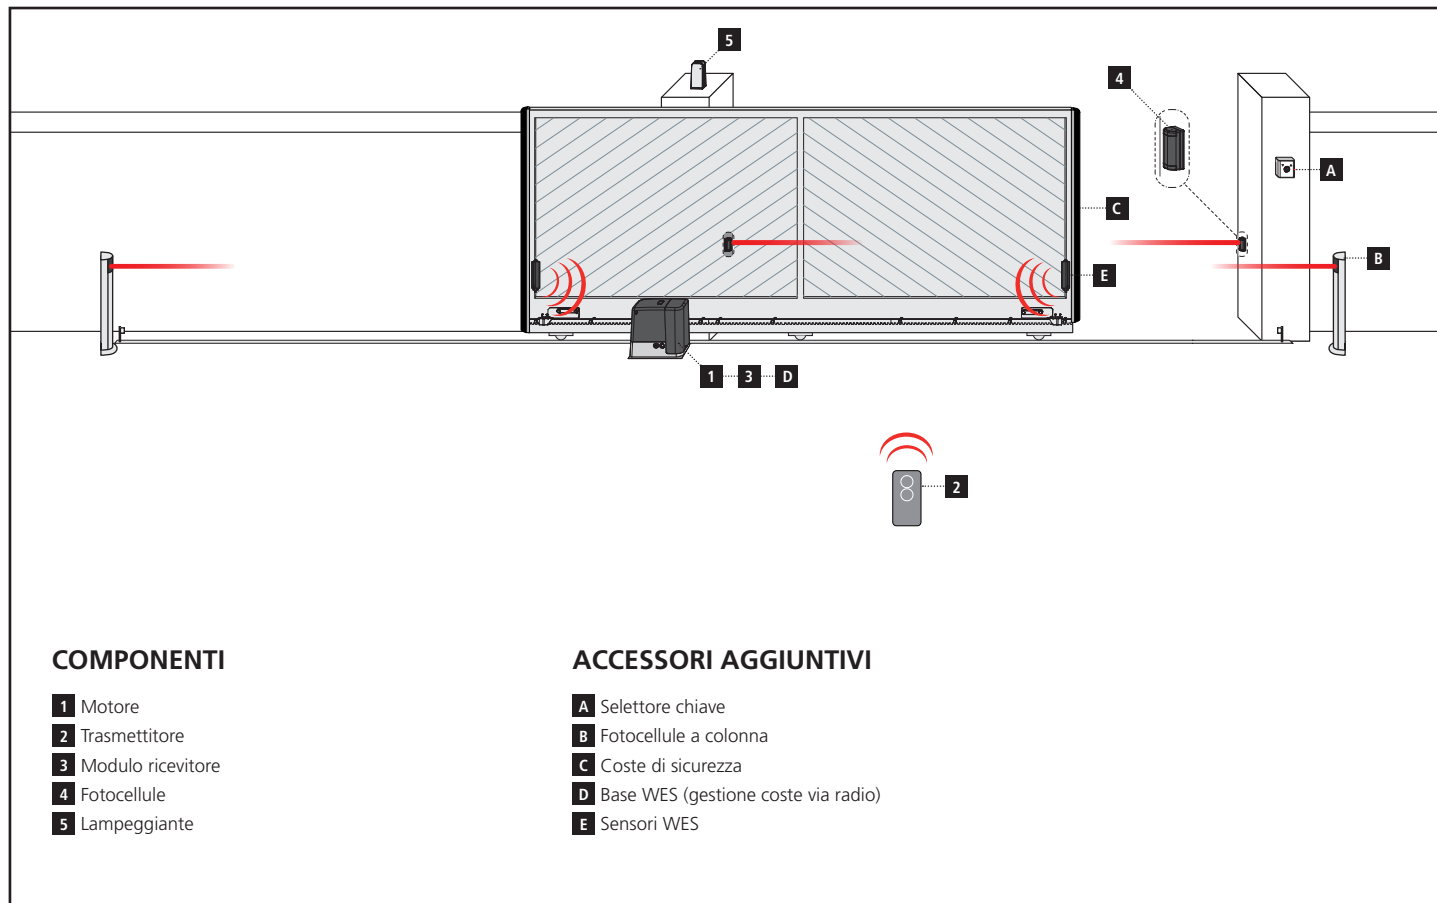 5
4
A
C
B
E
1 3 D
2
COMPONENTI
1 Motore
2 Trasmettitore
3 Modulo ricevitore
4 Fotocellule
5 Lampeggiante
ACCESSORI AGGIUNTIVI
A Selettore chiave
B Fotocellule a colonna
C Coste di sicurezza
D Base WES (gestione coste via radio)
E Sensori WES